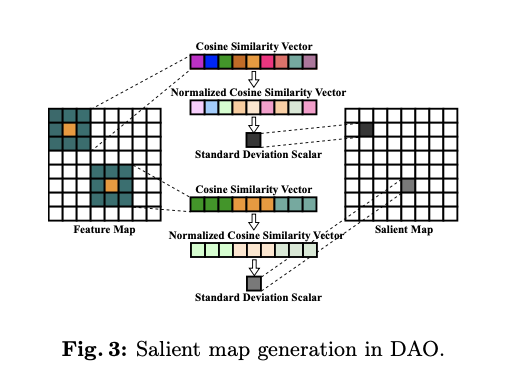 Cosine Similarity Vector
Normalized Cosine Similarity Vector
Standard Deviation Scalar
Cosine Similarity Vector
Feature Map
Salient Map
Normalized Cosine Similarity Vector
Standard Deviation Scalar
Fig. 3: Salient map generation in DAO.